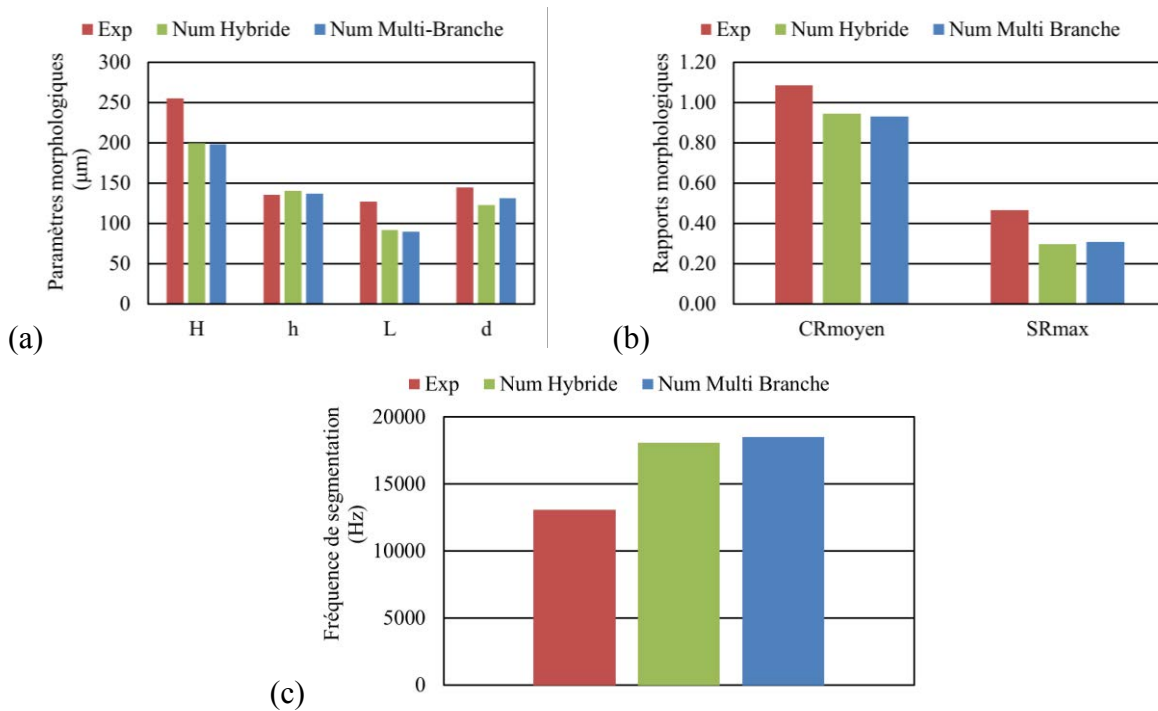 Exp Num Hybride Num Multi-Branche
Paramètres morphologiques
(µm)
300
250
200
150
100
50
0
H h L d
(a)
Exp Num Hybride Num Multi Branche
Rapports morphologiques
1.20
1.00
0.80
0.60
0.40
0.20
0.00
CRmoyen SRmax
(b)
Exp Num Hybride Num Multi Branche
Fréquence de segmentation
(Hz)
20000
15000
10000
5000
0
(c)